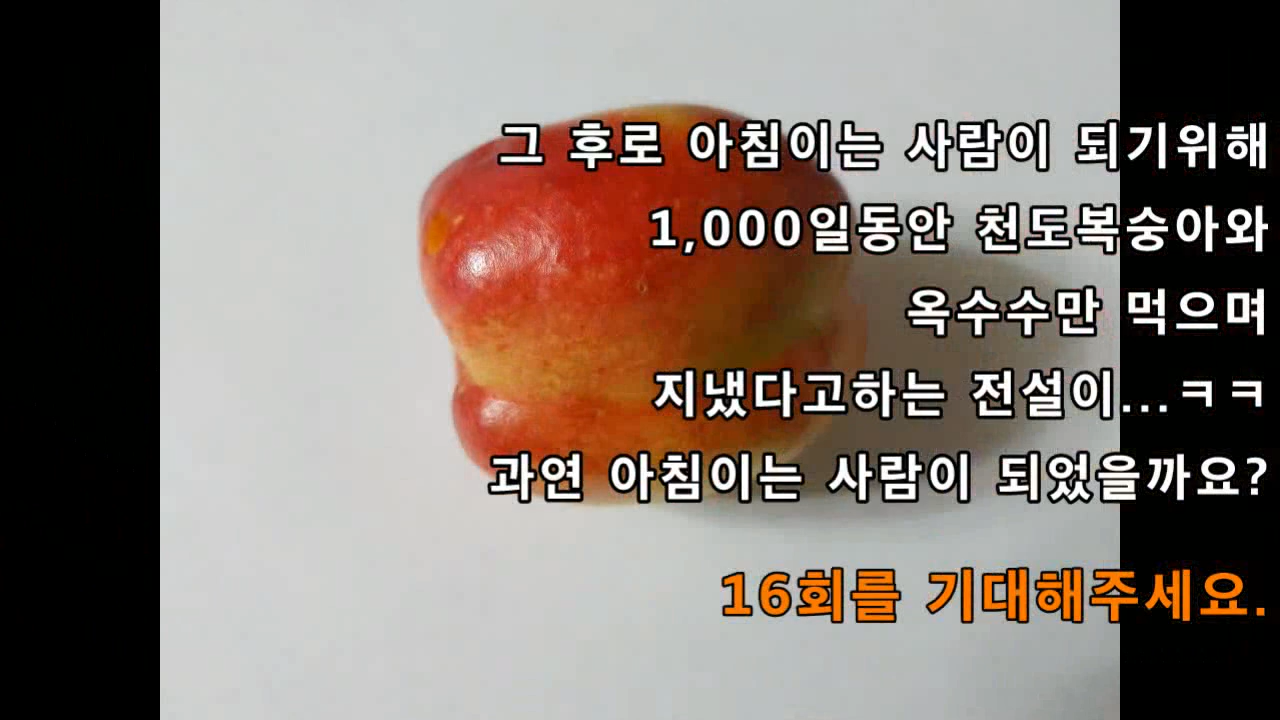 그 후로 아침이는 사람이 되기위해
1,000일동안 천도복숭아와
옥수수만 먹으며
지냈다고하는 전설이...ㅋㅋ
과연 아침이는 사람이 되었을까요?
16회를 기대해주세요.